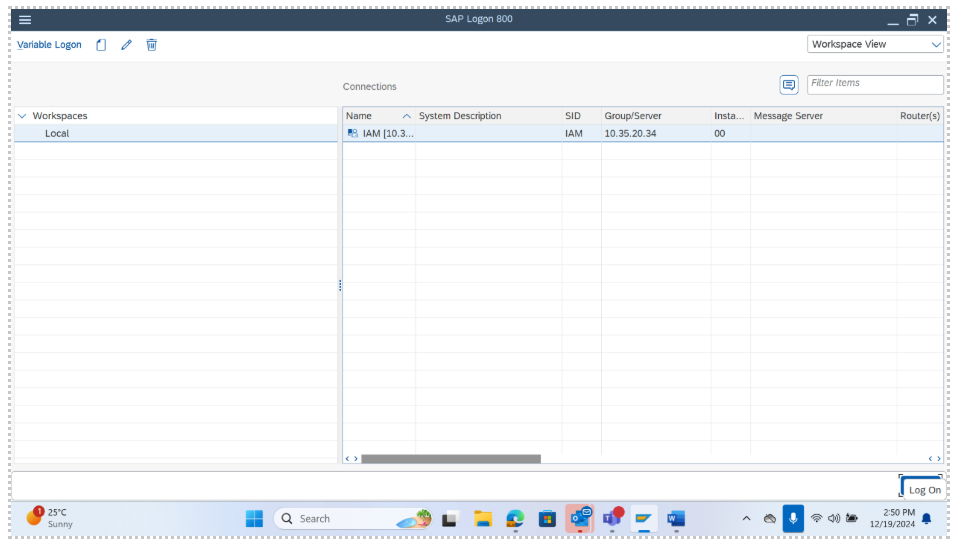 SAP Logon 800
Variable Logon
Workspace View
Connections
Filter Items
Workspaces
Local
Name System Description SID Group/Server Insta... Message Server Router(s)
IAM [10.3... IAM 10.35.20.34 00
Log On
1
25°C
Sunny
Search
2:50 PM
12/19/2024